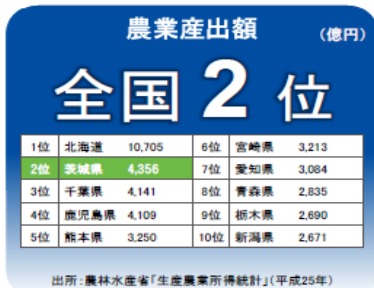 農業産出額 (億円)
全国2位
1位 北海道 10,705 6位 宮崎県 3,213
2位 茨城県 4,356 7位 愛知県 3,084
3位 千葉県 4,141 8位 青森県 2,835
4位 鹿児島県 4,109 9位 栃木県 2,690
5位 熊本県 3,250 10位 新潟県 2,671
出所:農林水産省「生産農業所得統計」(平成25年)